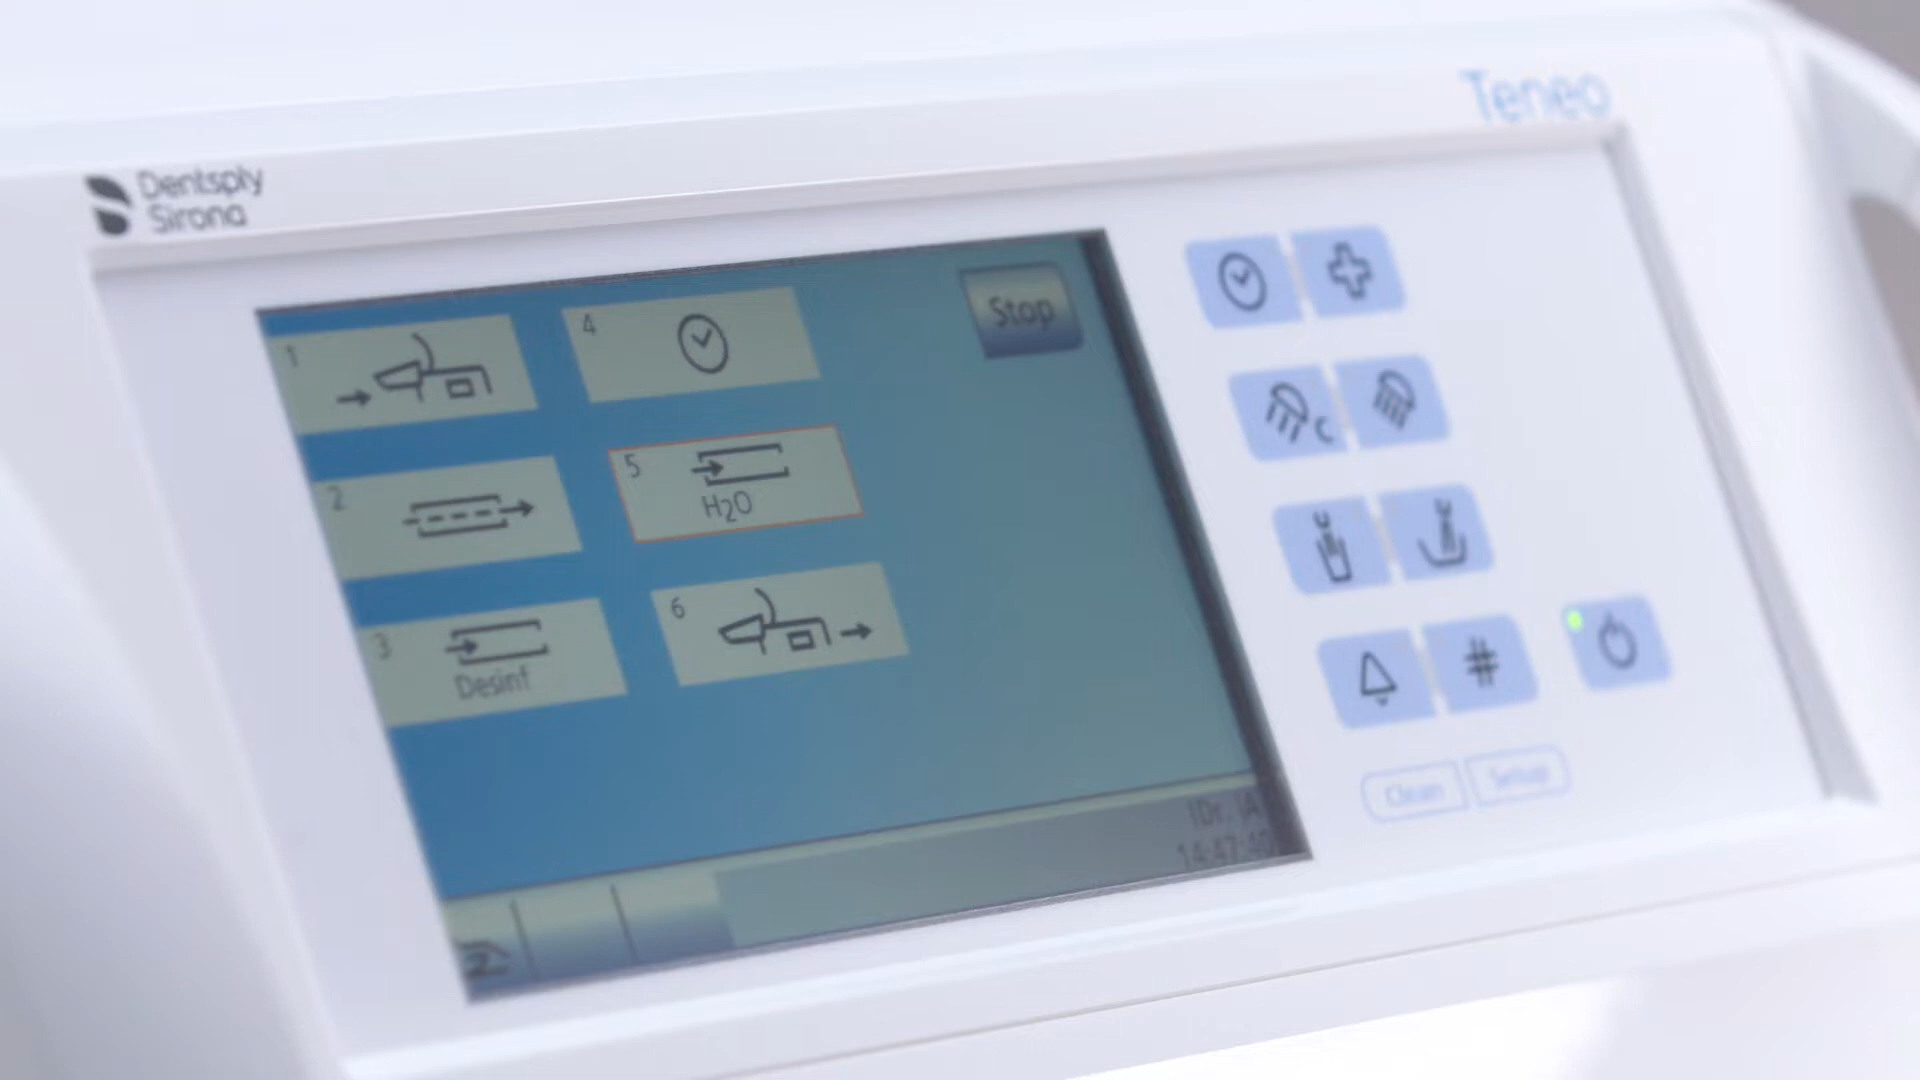 Teneo
Dentsply
Sirona
1
4
Stop
2
5
H2O
3
Desinf
6
C
#
Clean
Setup